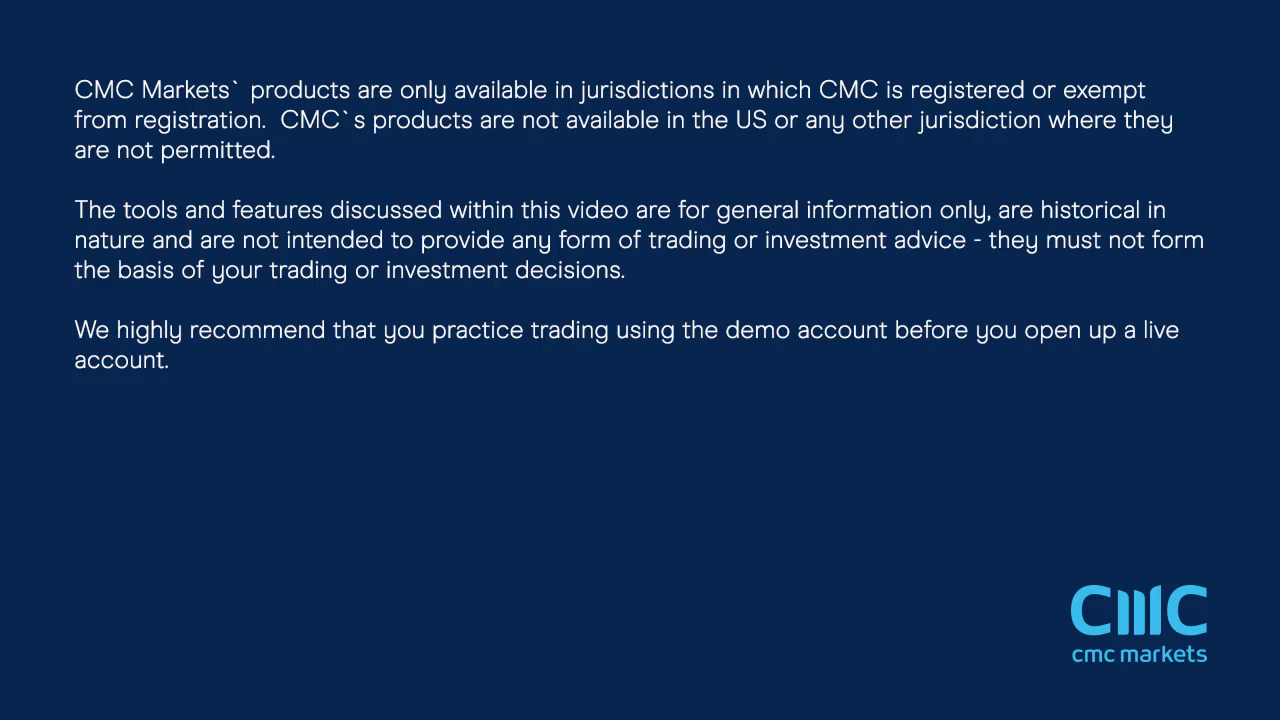 CMC Markets` products are only available in jurisdictions in which CMC is registered or exempt
from registration.  CMC`s products are not available in the US or any other jurisdiction where they
are not permitted.
The tools and features discussed within this video are for general information only, are historical in
nature and are not intended to provide any form of trading or investment advice - they must not form
the basis of your trading or investment decisions.
We highly recommend that you practice trading using the demo account before you open up a live
account.
CMC
cmc markets